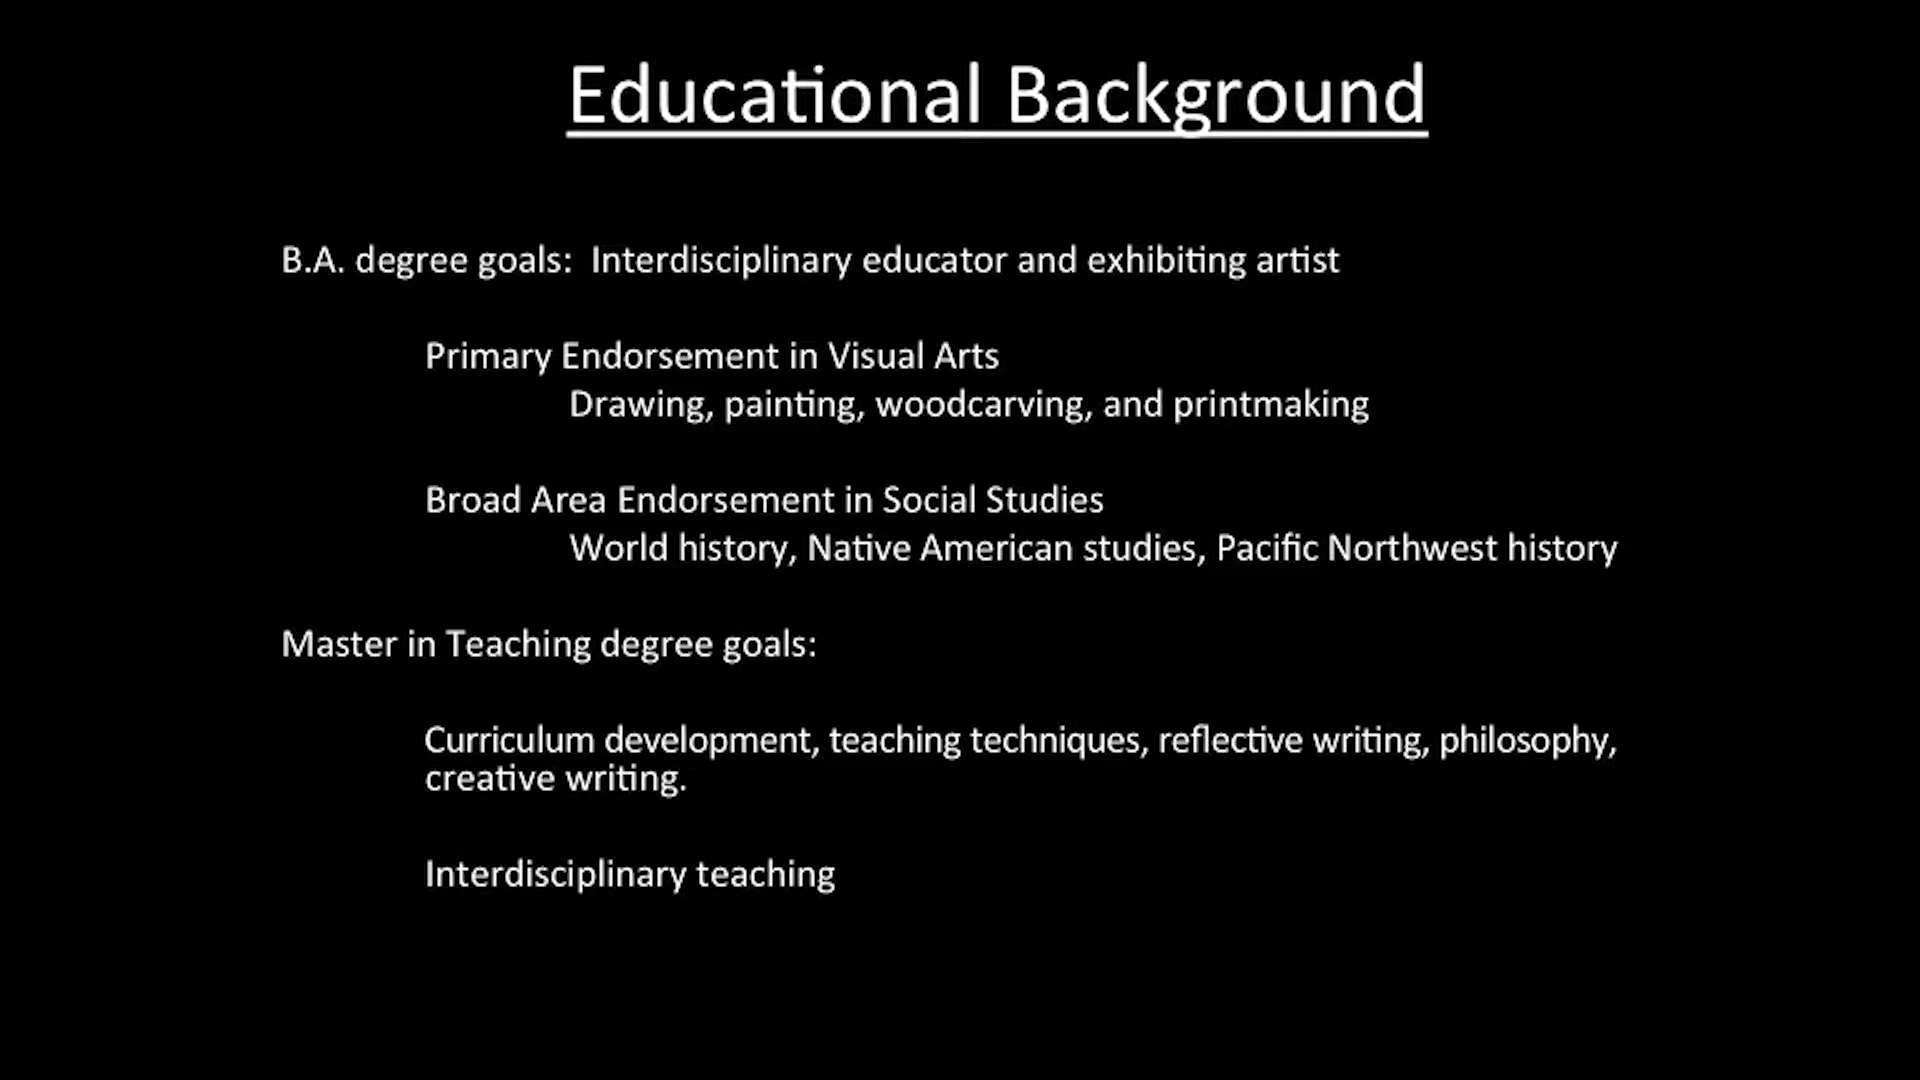 Educational Background
B.A. degree goals:  Interdisciplinary educator and exhibiting artist
Primary Endorsement in Visual Arts
Drawing, painting, woodcarving, and printmaking
Broad Area Endorsement in Social Studies
World history, Native American studies, Pacific Northwest history
Master in Teaching degree goals:
Curriculum development, teaching techniques, reflective writing, philosophy,
creative writing.
Interdisciplinary teaching